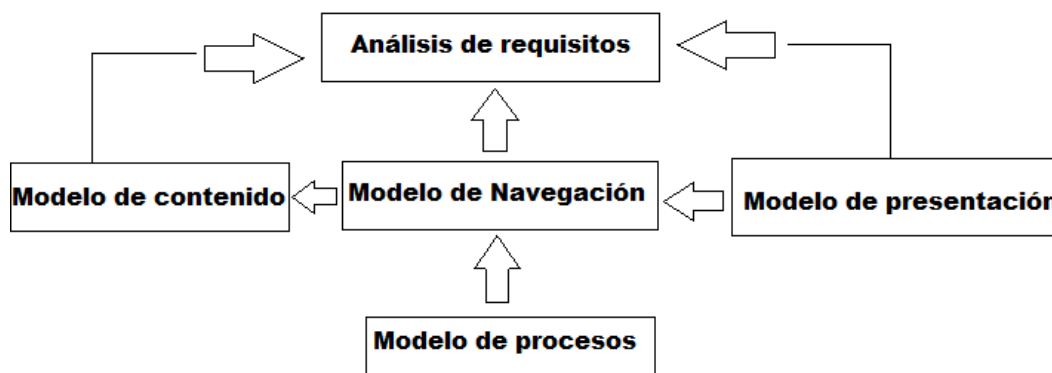 Análisis de requisitos
Modelo de contenido
Modelo de Navegación
Modelo de presentación
Modelo de procesos